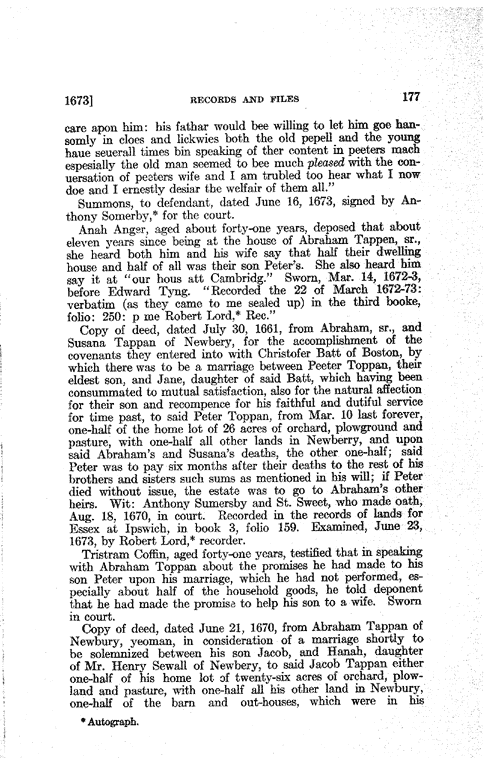 1673] RECORDS AND FILES 177
care apon him: his fathar would bee willing to let him goe han-
somly in cloes and lickwies both the old pepell and the young
haue seuerall times bin speaking of ther content in peeters mach
espesially the old man seemed to bee much pleased with the con-
uersation of peeters wife and I am trubled too hear what I now
doe and I ernestly desiar the welfair of them all."
Summons, to defendant, dated June 16, 1673, signed by An-
thony Somerby,* for the court.
Anah Anger, aged about forty-one years, deposed that about
eleven years since being at the house of Abraham Tappen, sr.,
she heard both him and his wife say that half their dwelling
house and half of all was their son Peter's. She also heard him
say it at "our hous att Cambridg." Sworn, Mar. 14, 1672-3,
before Edward Tyng. "Recorded the 22 of March 1672-73:
verbatim (as they came to me sealed up) in the third booke,
folio: 250: p me Robert Lord,* Rec."
Copy of deed, dated July 30, 1661, from Abraham, sr., and
Susana Tappan of Newbery, for the accomplishment of the
covenants they entered into with Christofer Batt of Boston, by
which there was to be a marriage between Peeter Toppan, their
eldest son, and Jane, daughter of said Batt, which having been
consummated to mutual satisfaction, also for the natural affection
for their son and recompence for his faithful and dutiful service
for time past, to said Peter Toppan, from Mar. 10 last forever,
one-half of the home lot of 26 acres of orchard, plowground and
pasture, with one-half all other lands in Newberry, and upon
said Abraham's and Susana's deaths, the other one-half; said
Peter was to pay six months after their deaths to the rest of his
brothers and sisters such sums as mentioned in his will; if Peter
died without issue, the estate was to go to Abraham's other
heirs. Wit: Anthony Sumersby and St. Sweet, who made oath,
Aug. 18, 1670, in court. Recorded in the records of lands for
Essex at Ipswich, in book 3, folio 159. Examined, June 23,
1673, by Robert Lord,* recorder.
Tristram Coffin, aged forty-one years, testified that in speaking
with Abraham Toppan about the promises he had made to his
son Peter upon his marriage, which he had not performed, es-
pecially about half of the household goods, he told deponent
that he had made the promise to help his son to a wife. Sworn
in court.
Copy of deed, dated June 21, 1670, from Abraham Tappan of
Newbury, yeoman, in consideration of a marriage shortly to
be solemnized between his son Jacob, and Hanah, daughter
of Mr. Henry Sewall of Newbery, to said Jacob Tappan either
one-half of his home lot of twenty-six acres of orchard, plow-
land and pasture, with one-half all his other land in Newbury,
one-half of the barn and out-houses, which were in his
* Autograph.